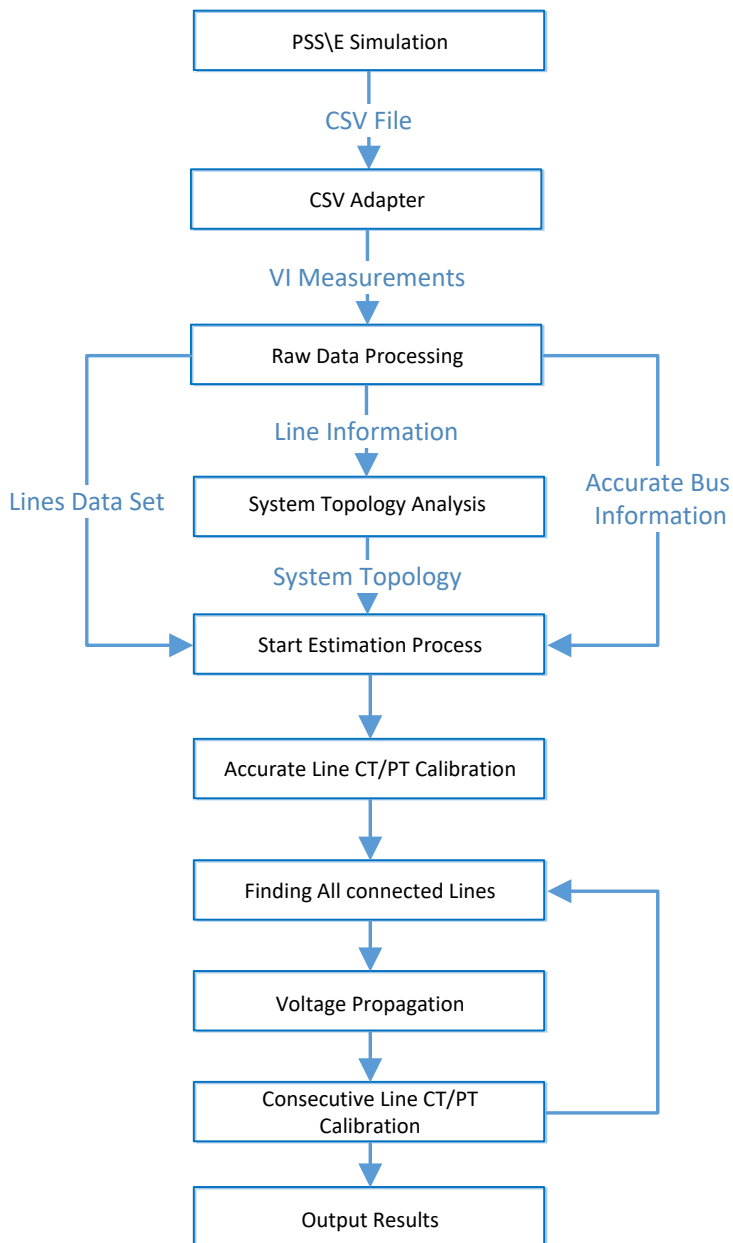 PSS\E Simulation
CSV File
CSV Adapter
VI Measurements
Raw Data Processing
Line Information
Lines Data Set
System Topology Analysis
Accurate Bus
Information
System Topology
Start Estimation Process
Accurate Line CT/PT Calibration
Finding All connected Lines
Voltage Propagation
Consecutive Line CT/PT
Calibration
Output Results